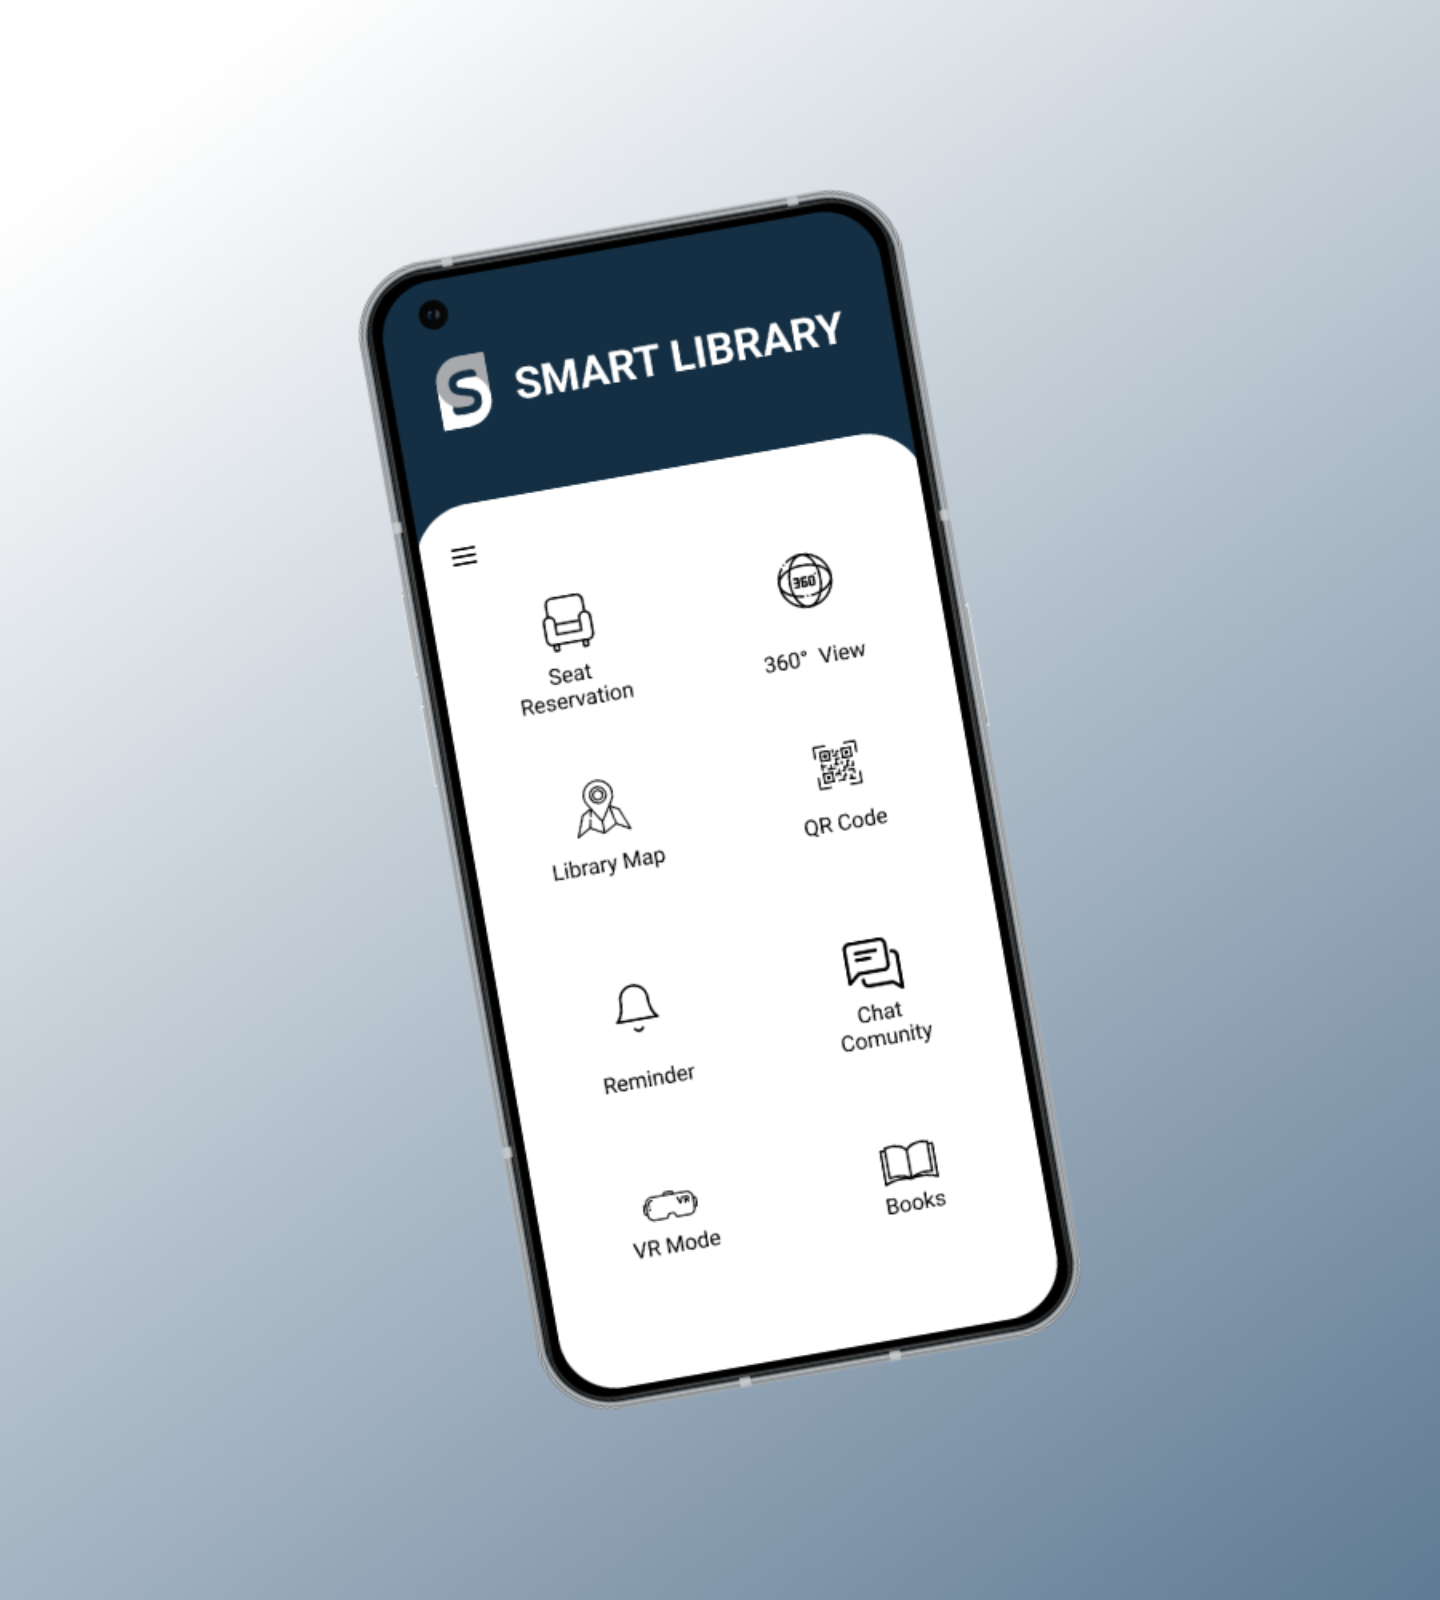 S
SMART LIBRARY
360°
Seat
Reservation
360° View
Library Map
QR Code
Reminder
Chat
Comunity
VR
VR Mode
Books